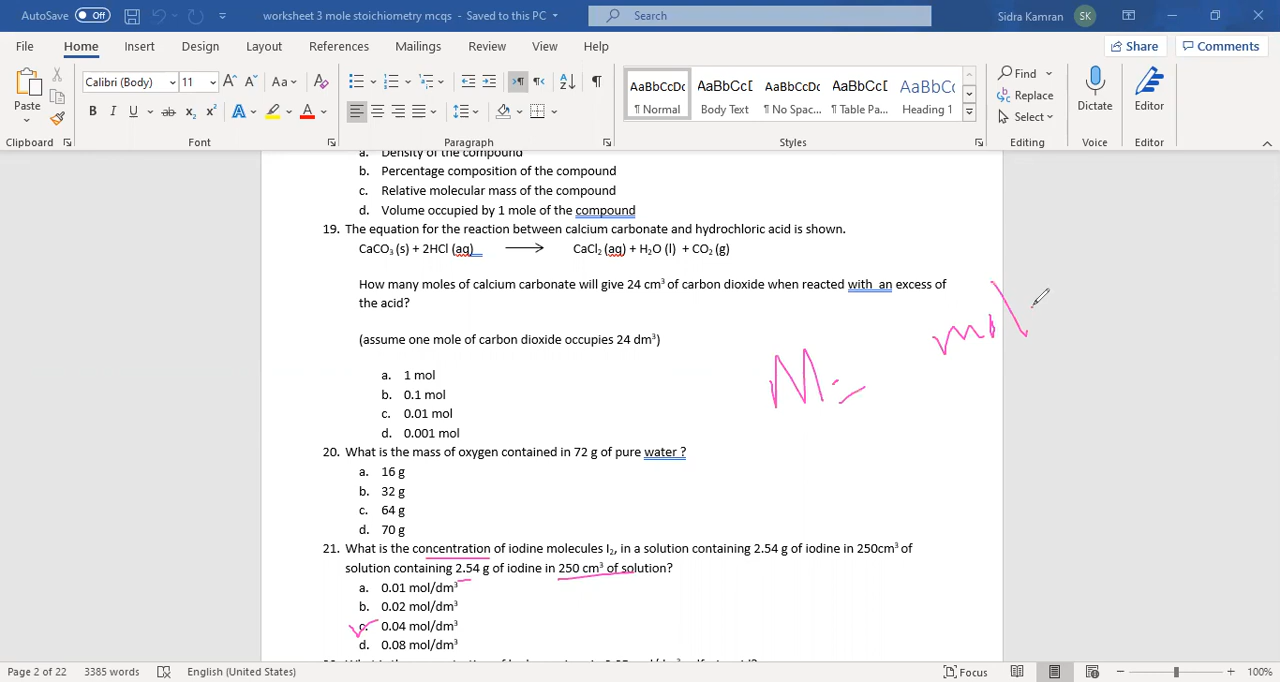 AutoSave Off worksheet 3 mole stoichiometry mcqs - Saved to this PC Search Sidra Kamran SK
File Home Insert Design Layout References Mailings Review View Help Share Comments
Paste Calibri (Body) 11 A A Aa A AaBbCcDc AaBbCcD AaBbCcDc AaBbCcD AaBbCc Find Replace Select Dictate Editor
B I U ab x₂ x² A A ¶ Normal Body Text ¶ No Spac... ¶ Table Pa... Heading 1
Clipboard Font Paragraph Styles Editing Voice Editor
a. Density of the compound
b. Percentage composition of the compound
c. Relative molecular mass of the compound
d. Volume occupied by 1 mole of the compound
19. The equation for the reaction between calcium carbonate and hydrochloric acid is shown.
CaCO₃ (s) + 2HCl (aq) ⟶ CaCl₂ (aq) + H₂O (l) + CO₂ (g)
How many moles of calcium carbonate will give 24 cm³ of carbon dioxide when reacted with an excess of
the acid?
mol
(assume one mole of carbon dioxide occupies 24 dm³)
M =
a. 1 mol
b. 0.1 mol
c. 0.01 mol
d. 0.001 mol
20. What is the mass of oxygen contained in 72 g of pure water ?
a. 16 g
b. 32 g
c. 64 g
d. 70 g
21. What is the concentration of iodine molecules I₂, in a solution containing 2.54 g of iodine in 250cm³ of
solution containing 2.54 g of iodine in 250 cm³ of solution?
a. 0.01 mol/dm³
b. 0.02 mol/dm³
c. 0.04 mol/dm³
d. 0.08 mol/dm³
Page 2 of 22 3385 words English (United States) Focus 100%